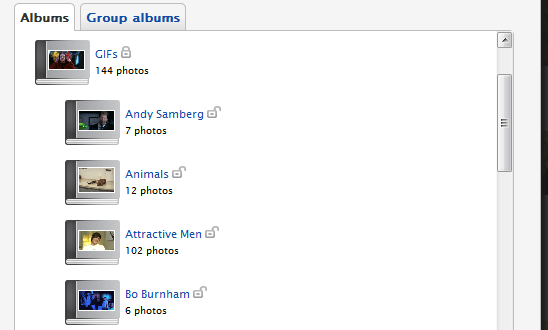 Albums
Group albums
GIFs
144 photos
Andy Samberg
7 photos
Animals
12 photos
Attractive Men
102 photos
Bo Burnham
6 photos